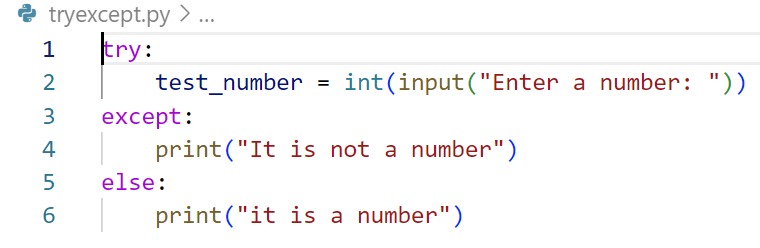 tryexcept.py > ...
1 try:
2     test_number = int(input("Enter a number: "))
3 except:
4     print("It is not a number")
5 else:
6     print("it is a number")